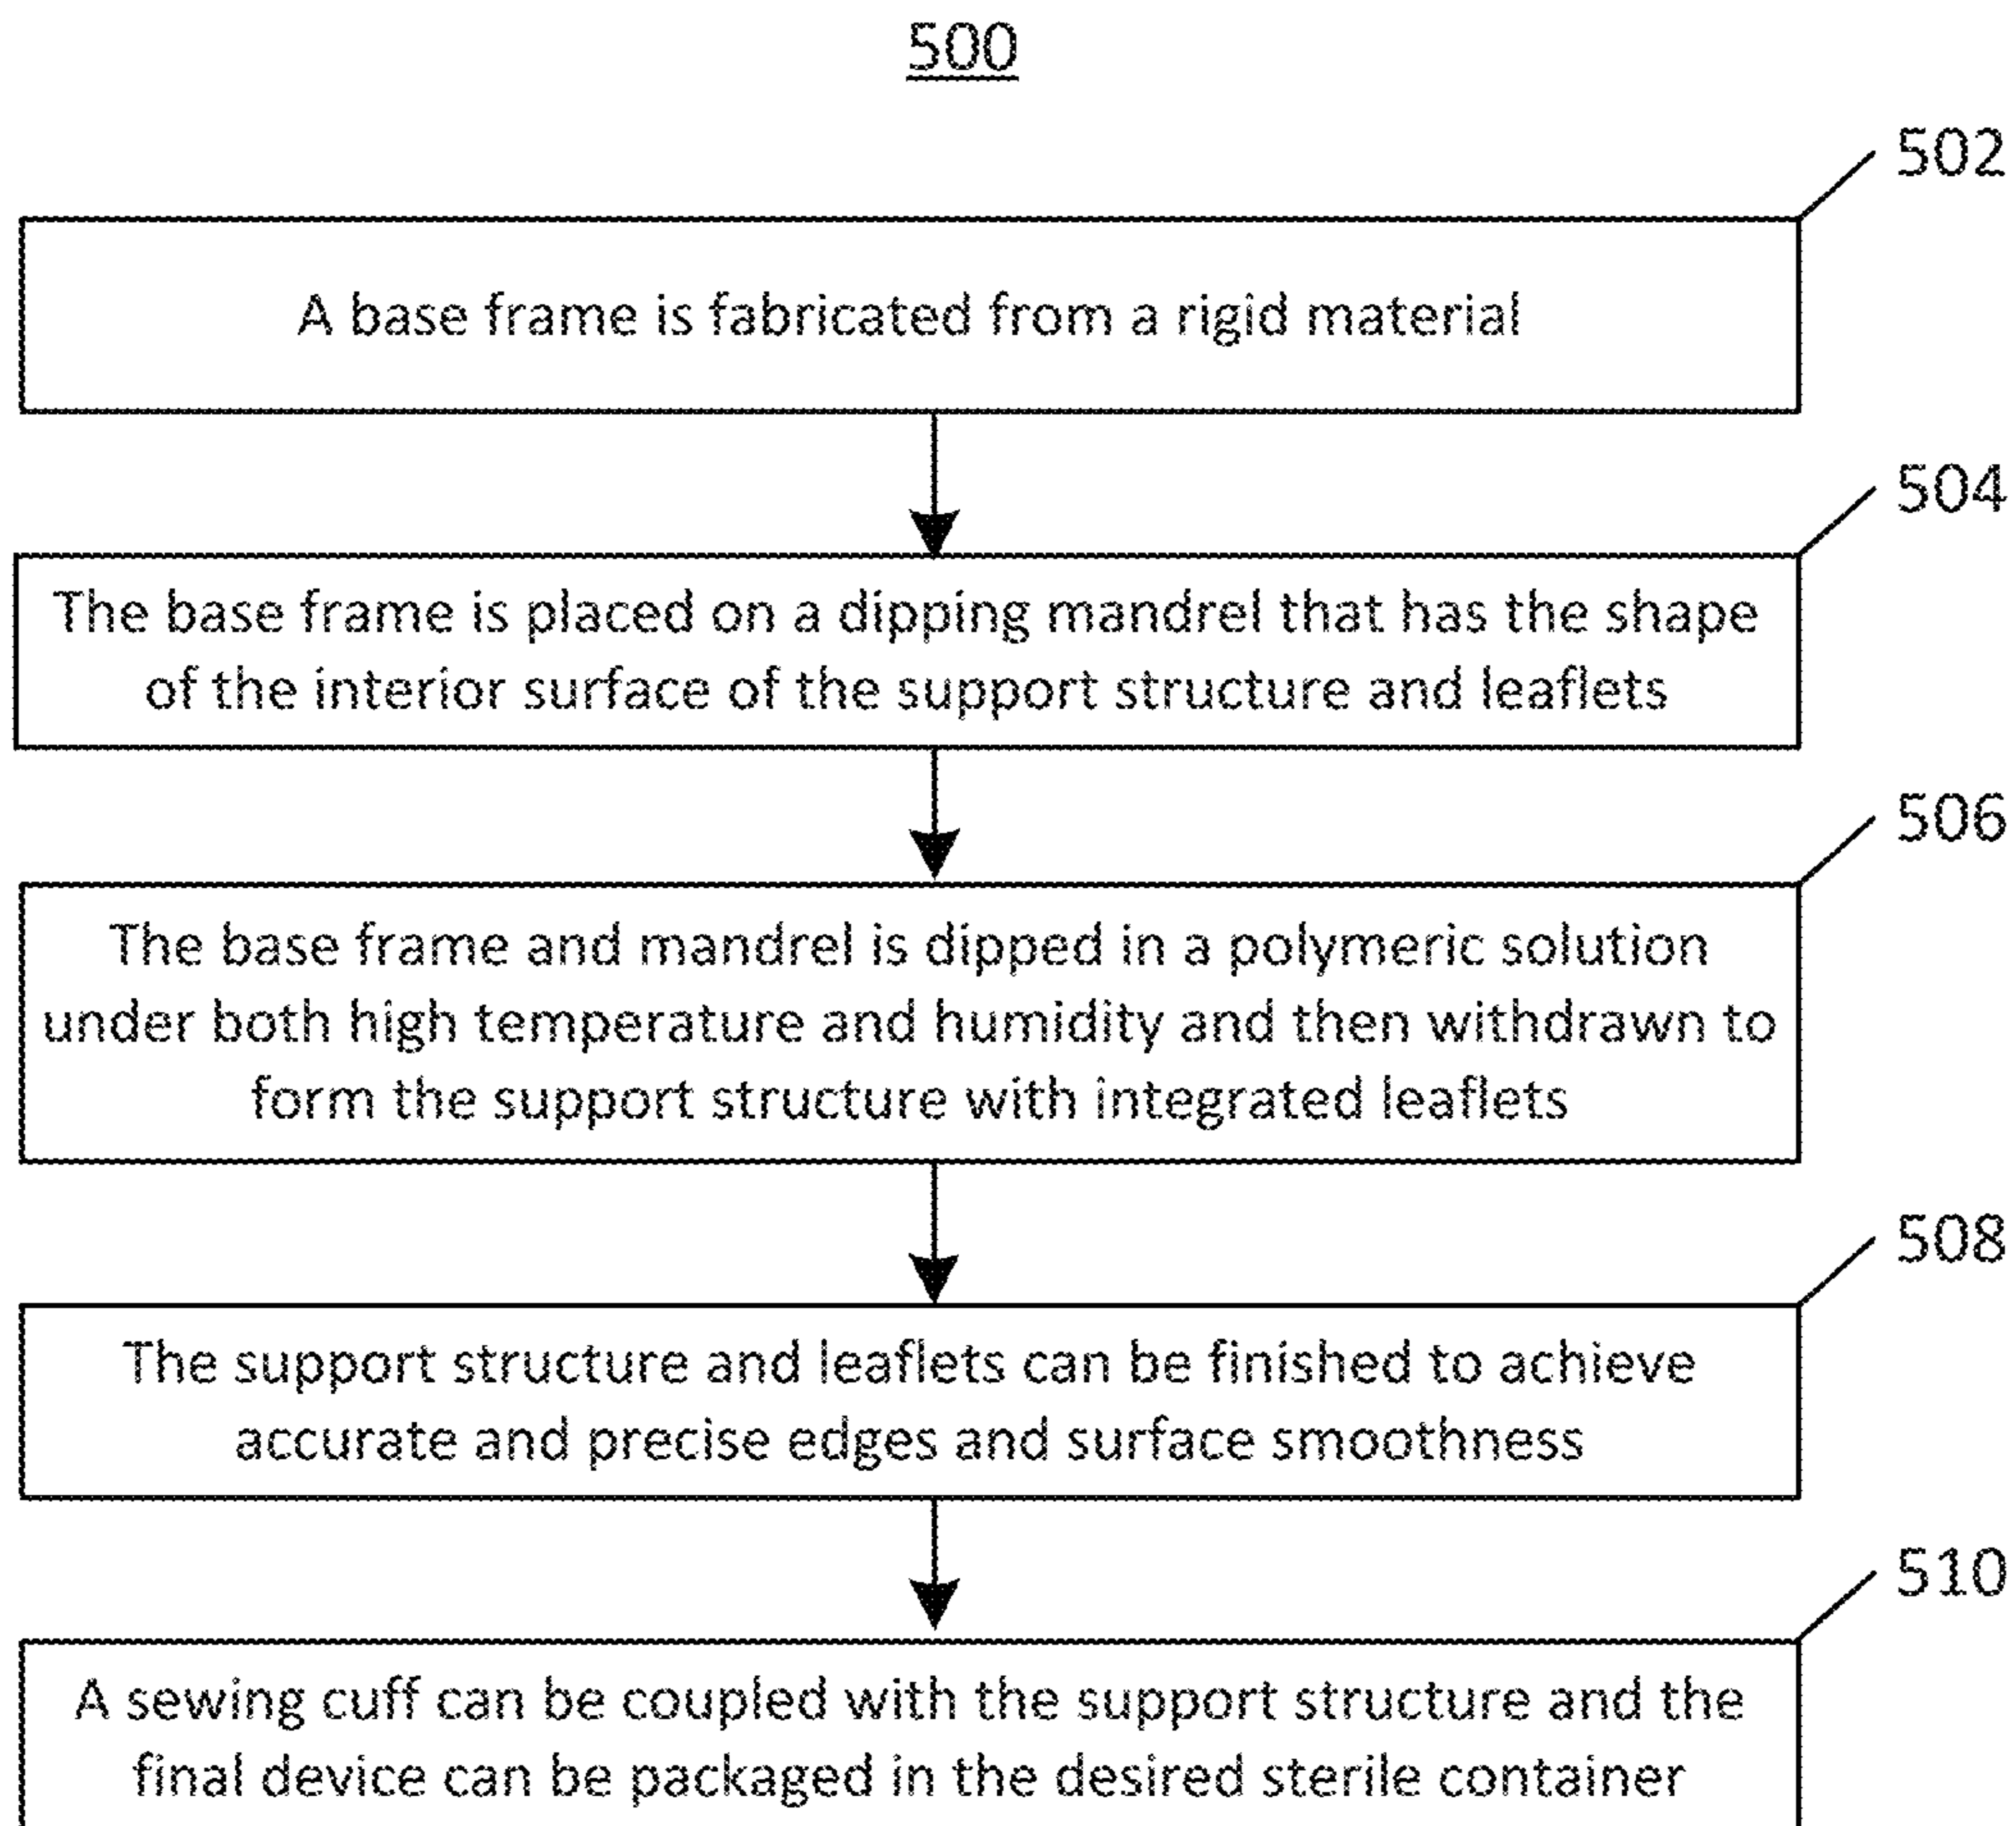 500
502
A base frame is fabricated from a rigid material
504
The base frame is placed on a dipping mandrel that has the shape
of the interior surface of the support structure and leaflets
506
The base frame and mandrel is dipped in a polymeric solution
under both high temperature and humidity and then withdrawn to
form the support structure with integrated leaflets
508
The support structure and leaflets can be finished to achieve
accurate and precise edges and surface smoothness
510
A sewing cuff can be coupled with the support structure and the
final device can be packaged in the desired sterile container